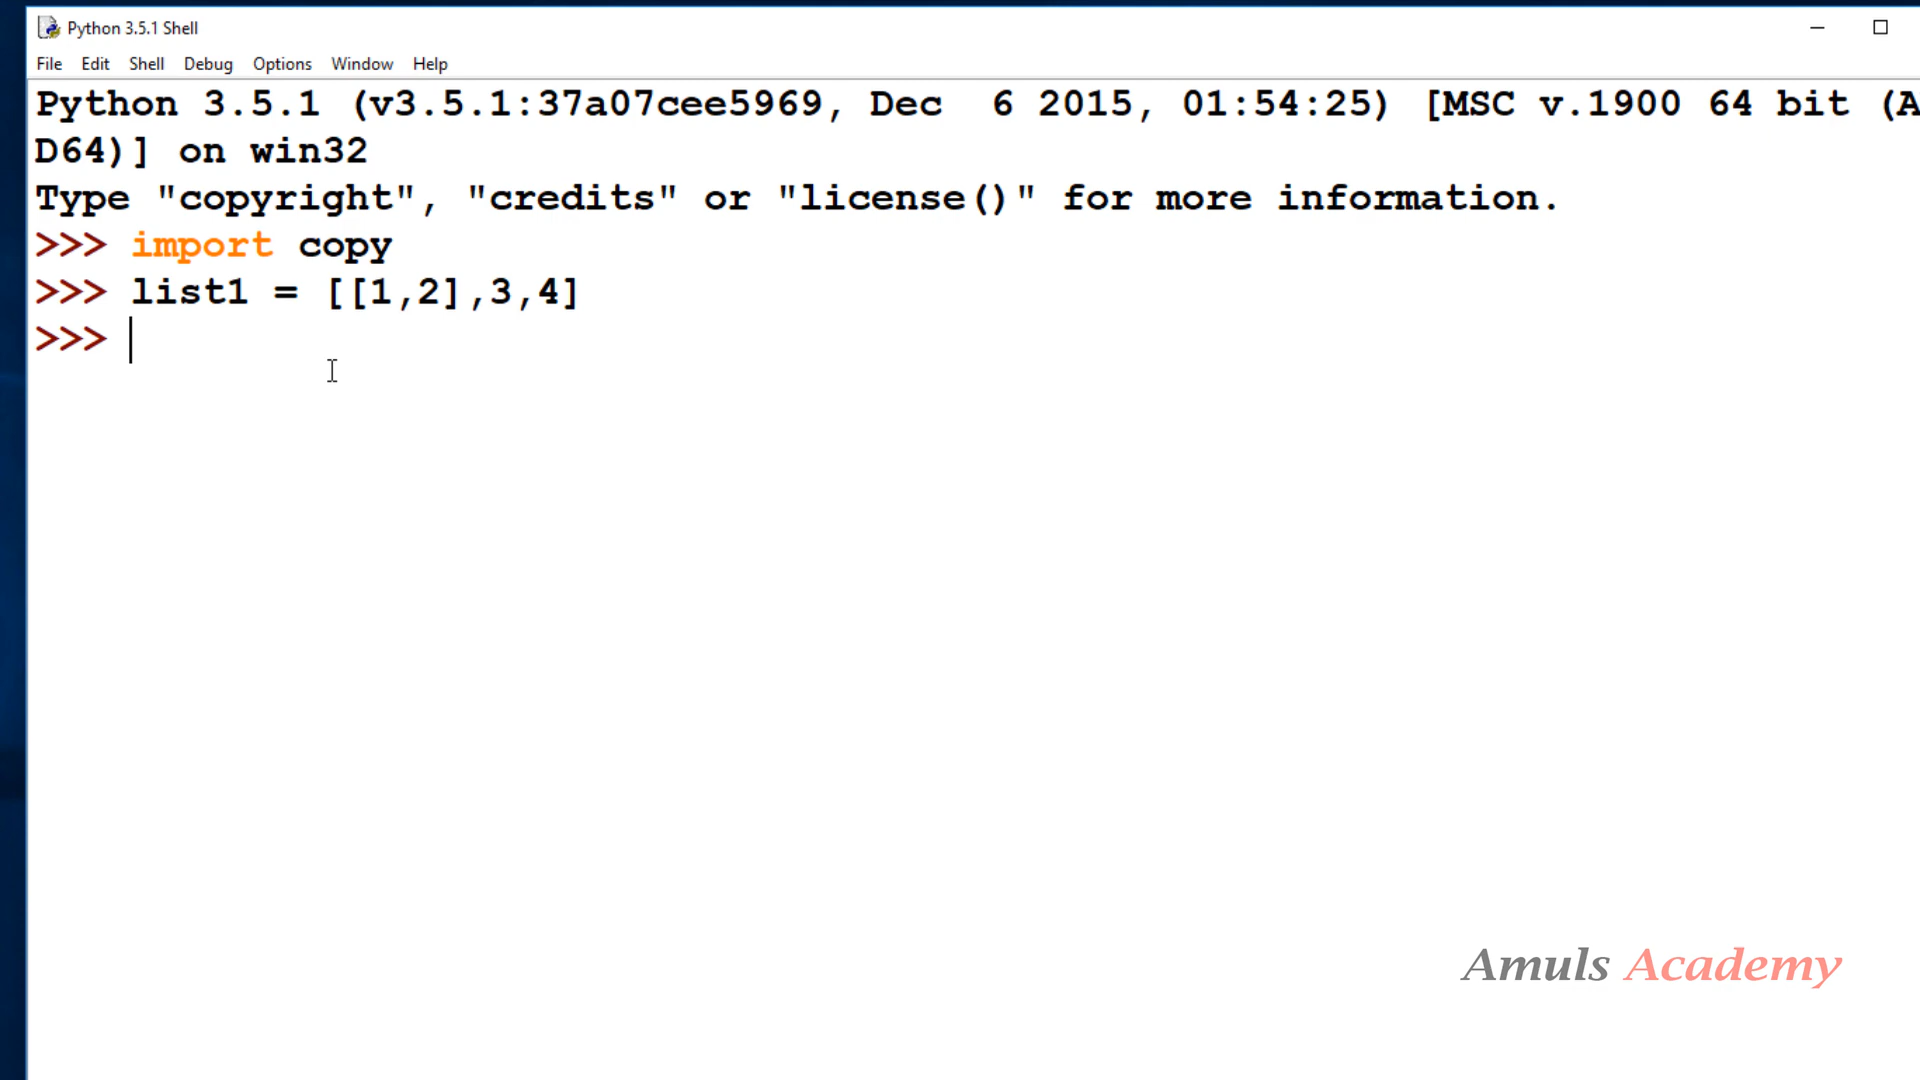 Python 3.5.1 Shell
File Edit Shell Debug Options Window Help
Python 3.5.1 (v3.5.1:37a07cee5969, Dec  6 2015, 01:54:25) [MSC v.1900 64 bit (A
D64)] on win32
Type "copyright", "credits" or "license()" for more information.
>>> import copy
>>> list1 = [[1,2],3,4]
>>>
Amuls Academy